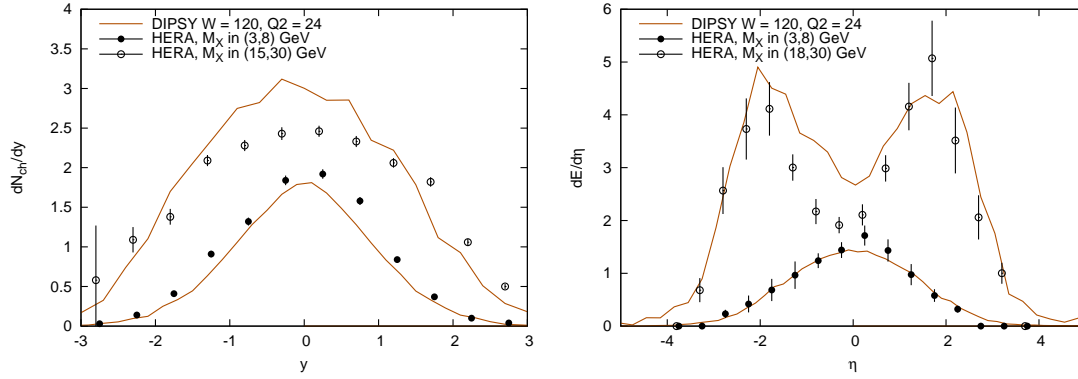 DIPSY W = 120, Q2 = 24
HERA, M_X in (3,8) GeV
HERA, M_X in (15,30) GeV
dN_ch/dy
4
3.5
3
2.5
2
1.5
1
0.5
0
-3 -2 -1 0 1 2 3
y
DIPSY W = 120, Q2 = 24
HERA, M_X in (3,8) GeV
HERA, M_X in (18,30) GeV
dE/dη
6
5
4
3
2
1
0
-4 -2 0 2 4
η